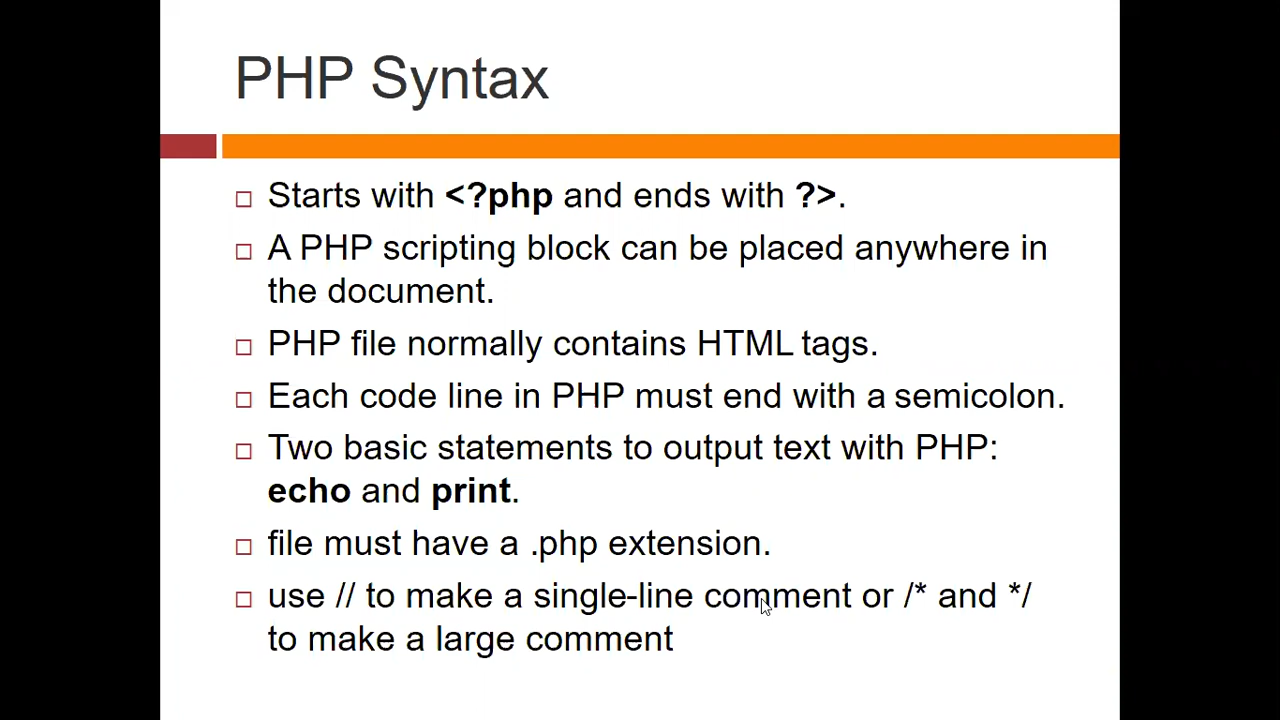 PHP Syntax
Starts with <?php and ends with ?>.
A PHP scripting block can be placed anywhere in
the document.
PHP file normally contains HTML tags.
Each code line in PHP must end with a semicolon.
Two basic statements to output text with PHP:
echo and print.
file must have a .php extension.
use // to make a single-line comment or /* and */
to make a large comment